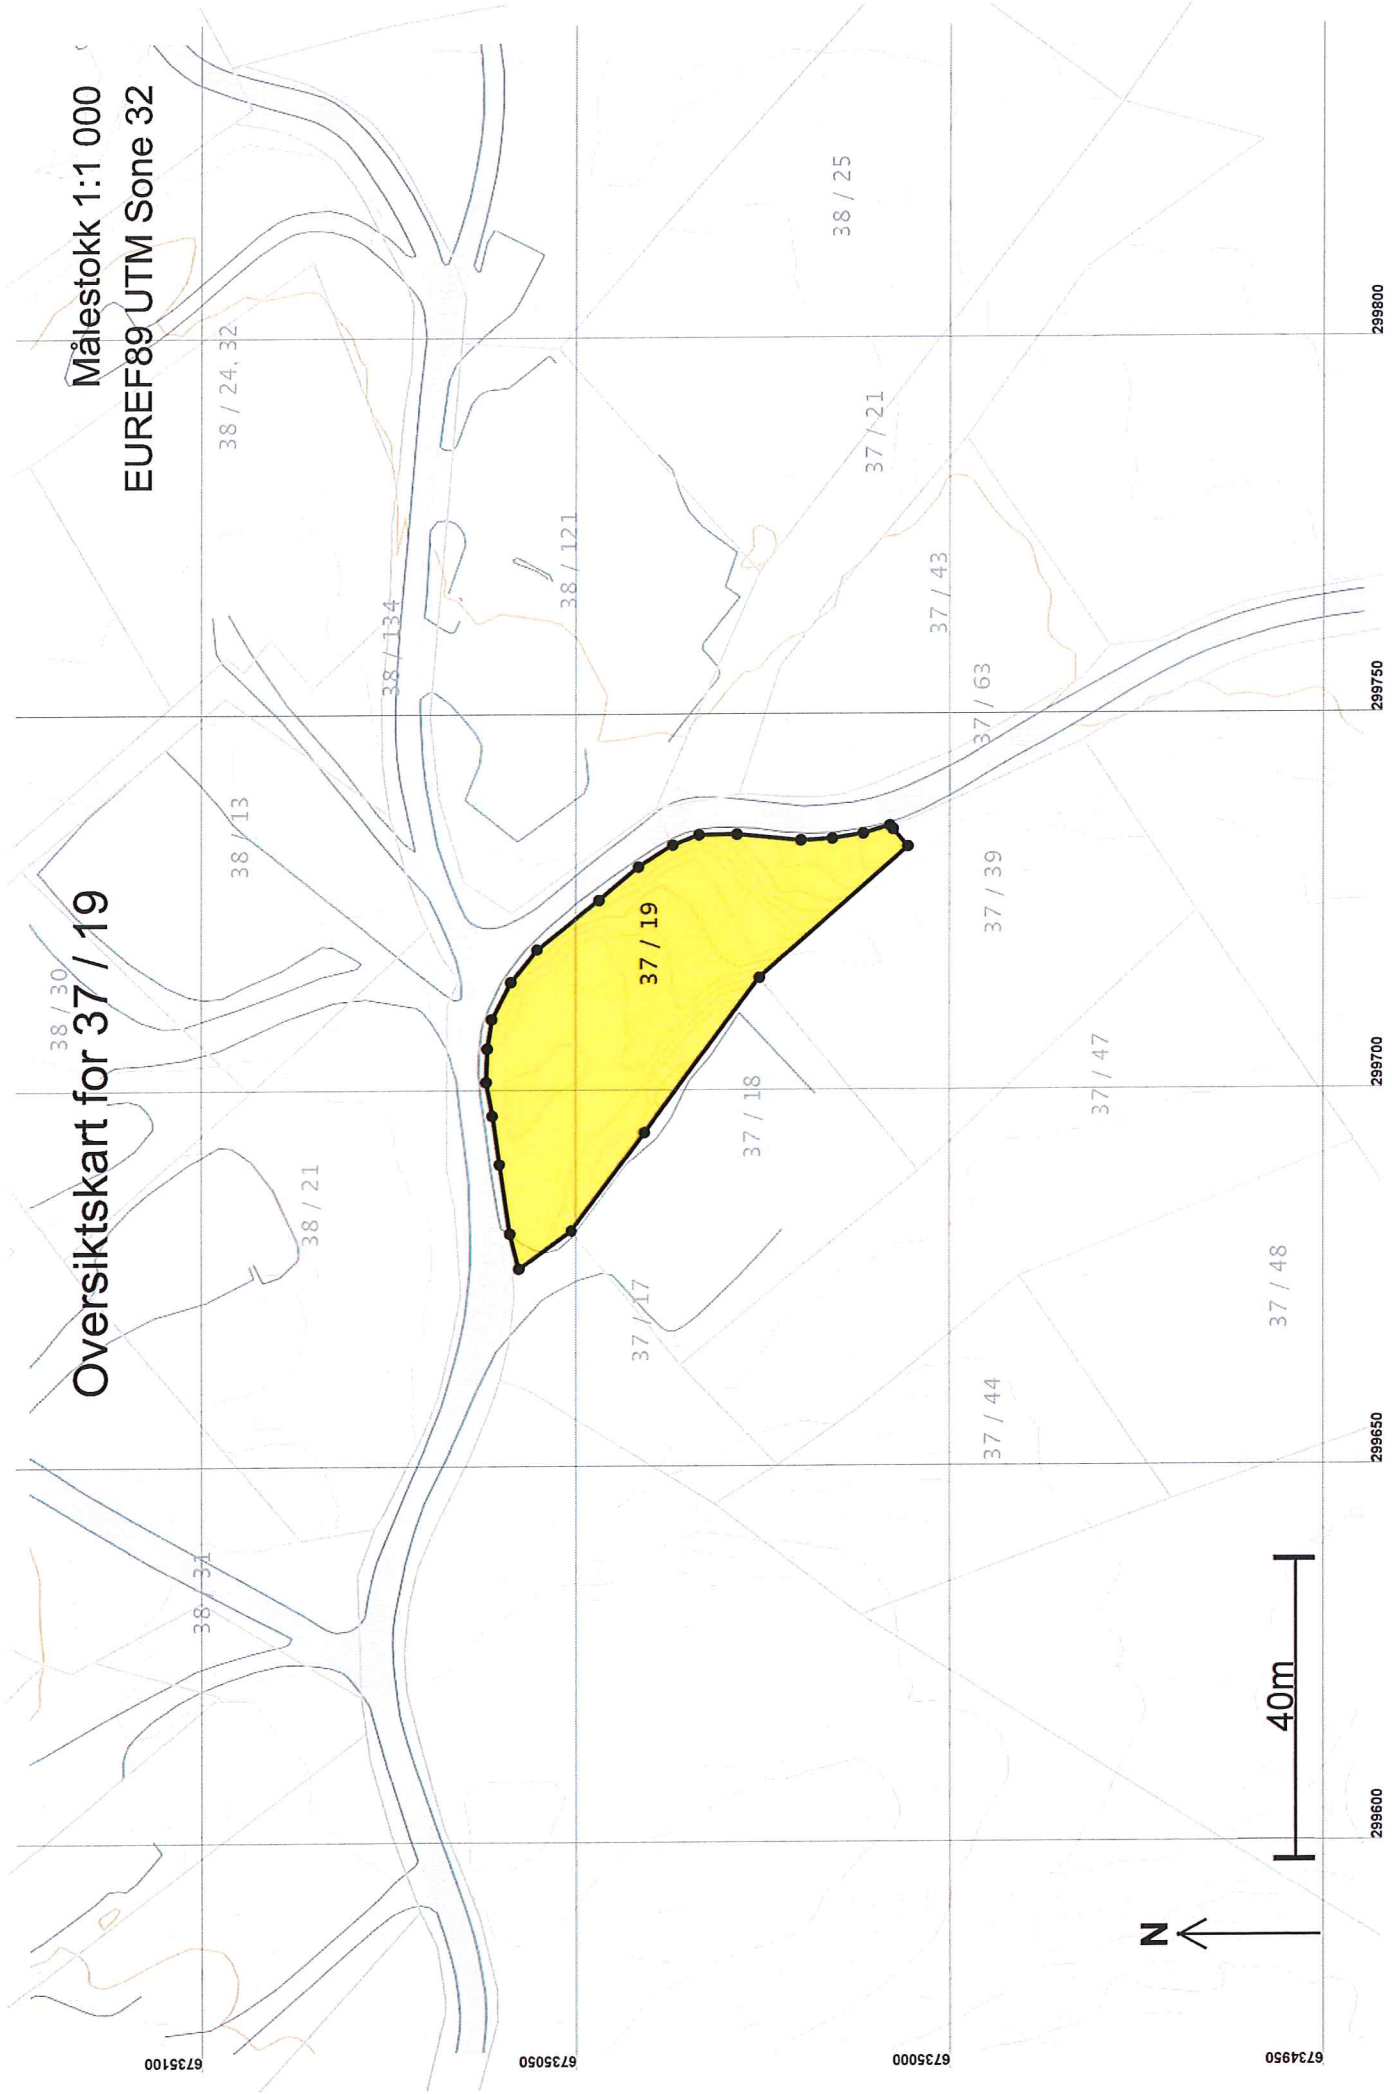 Oversiktskart for 37 / 19
Målestokk 1:1 000
EUREF89 UTM Sone 32
38 / 30
38 / 31
38 / 21
38 / 13
38 / 24, 32
38 / 134
38 / 121
37 / 17
37 / 19
37 / 18
38 / 25
37 / 21
37 / 43
37 / 63
37 / 39
37 / 44
37 / 47
37 / 48
N
40m
6735100
6735050
6735000
6734950
299600
299650
299700
299750
299800